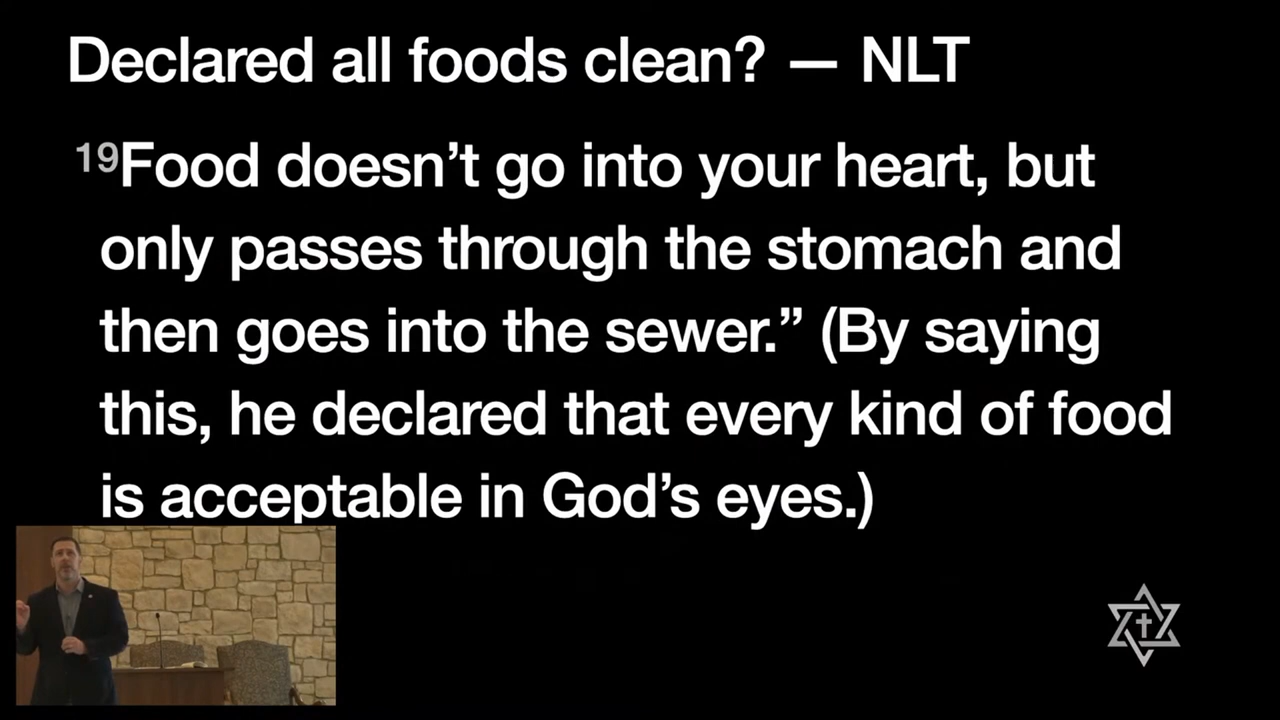 Declared all foods clean? — NLT
19Food doesn’t go into your heart, but
only passes through the stomach and
then goes into the sewer.” (By saying
this, he declared that every kind of food
is acceptable in God’s eyes.)